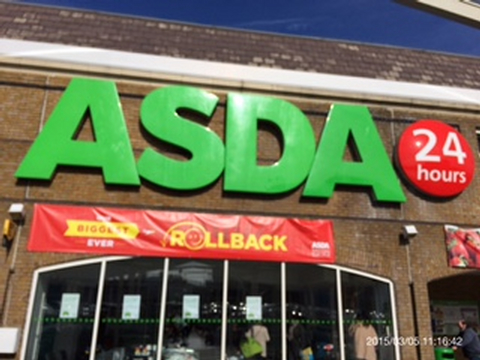 ASDA
24
hours
BIGGEST
EVER
ROLLBACK
ASDA
2015/03/05 11:16:42